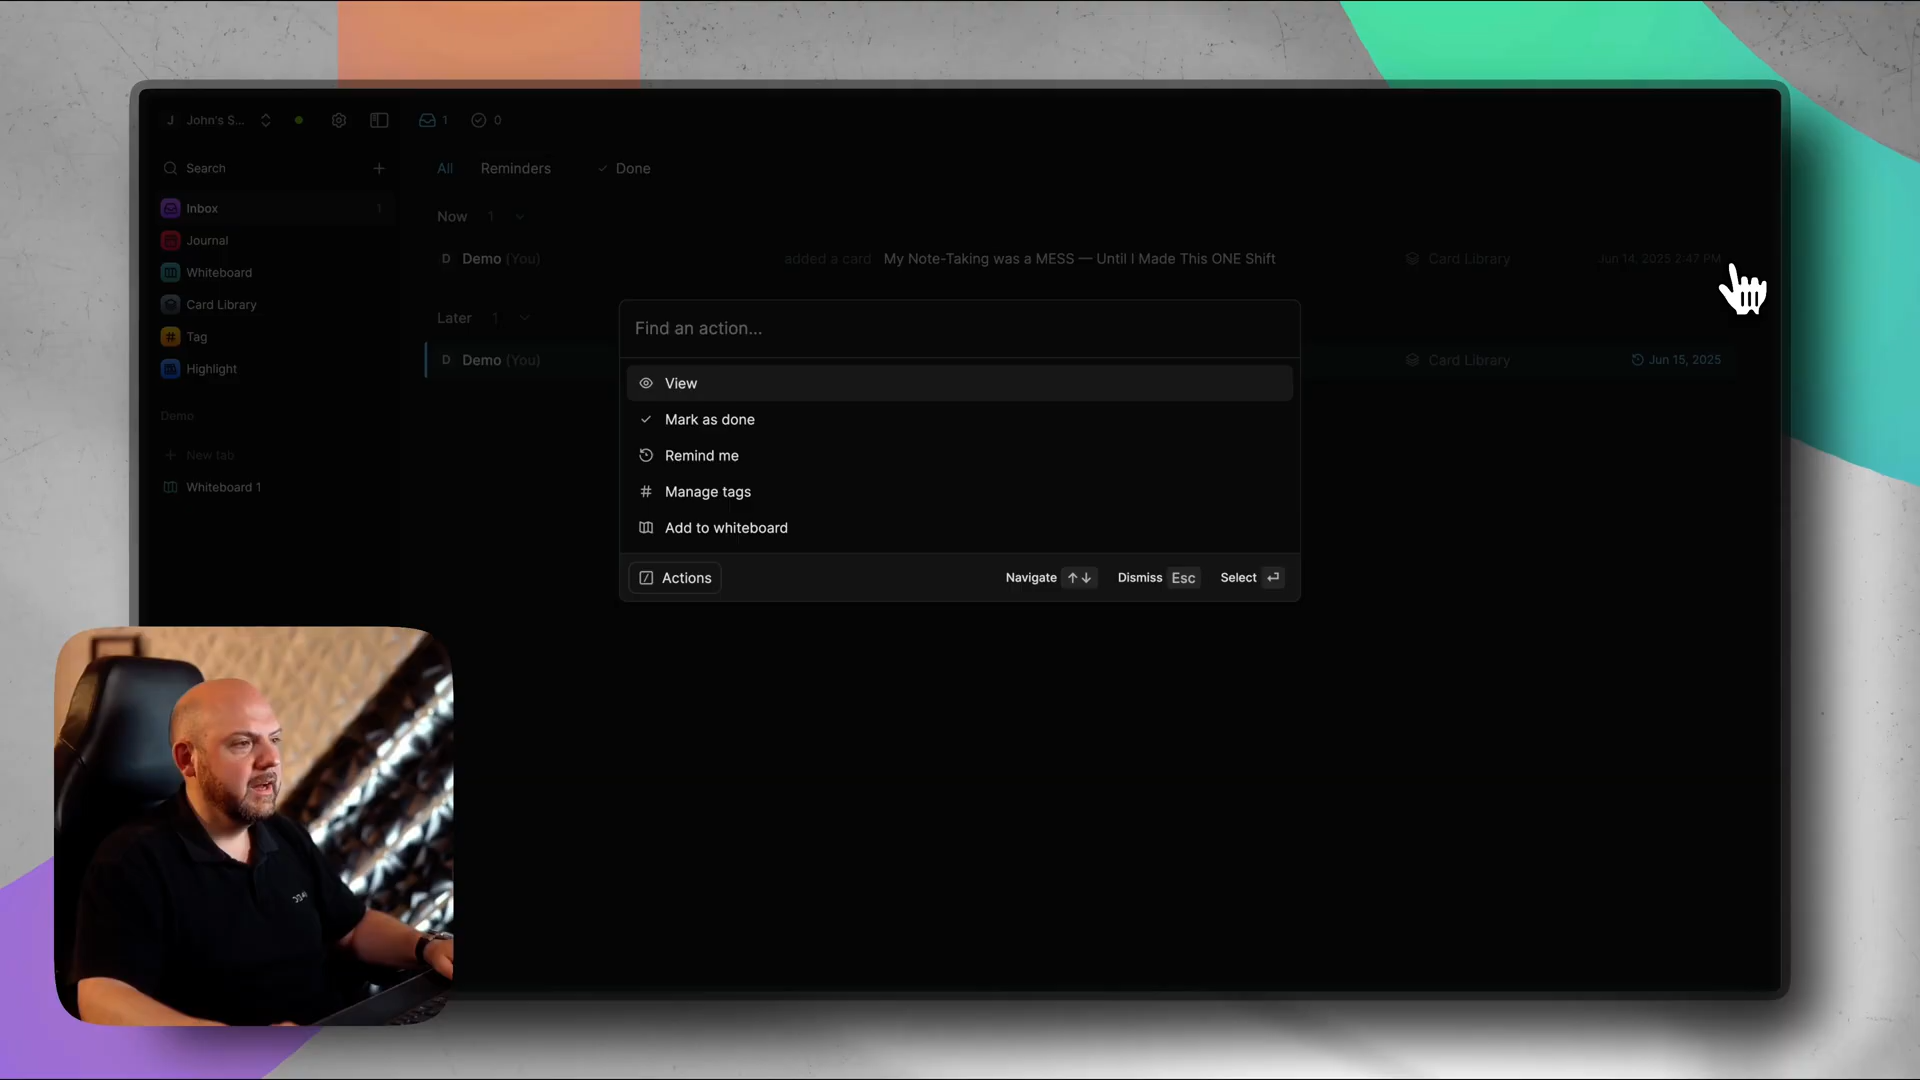 J John's S... 1 0
Search
Inbox 1
Journal
Whiteboard
Card Library
Tag
Highlight
Demo
New tab
Whiteboard 1
All Reminders Done
Now 1
D Demo (You) added a card My Note-Taking was a MESS — Until I Made This ONE Shift Card Library Jun 14, 2025 2:47 PM
Later 1
D Demo (You) Card Library Jun 15, 2025
Find an action...
View
Mark as done
Remind me
# Manage tags
Add to whiteboard
Actions Navigate ↑↓ Dismiss Esc Select ↵